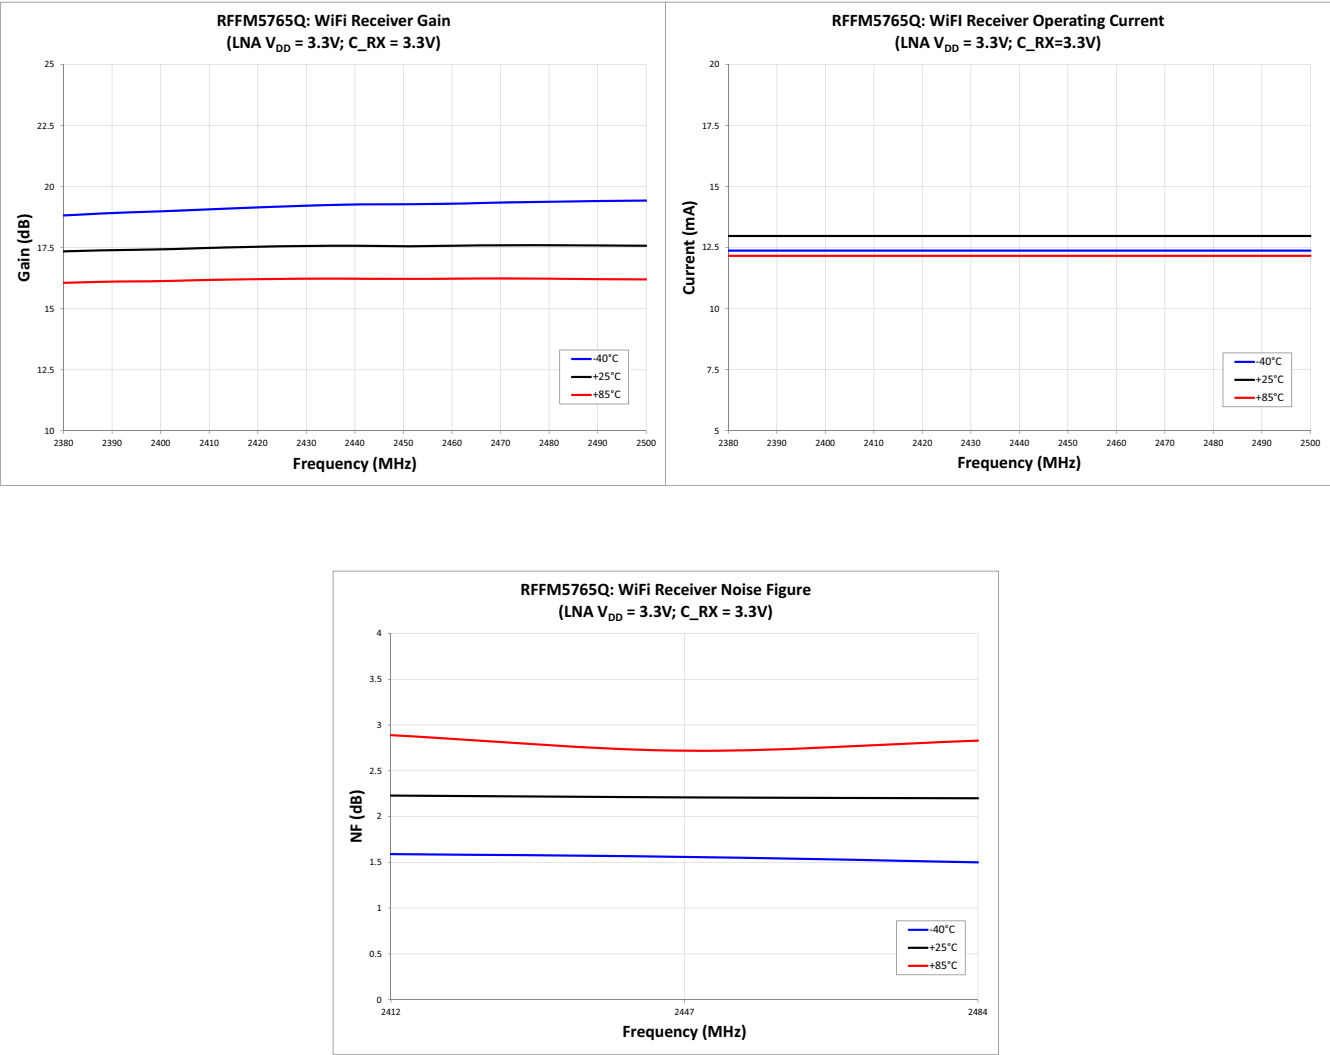 RFFM5765Q: WiFi Receiver Gain
(LNA VDD = 3.3V; C_RX = 3.3V)
25
22.5
20
17.5
15
12.5
10
Gain (dB)
-40°C
+25°C
+85°C
2380 2390 2400 2410 2420 2430 2440 2450 2460 2470 2480 2490 2500
Frequency (MHz)
RFFM5765Q: WiFI Receiver Operating Current
(LNA VDD = 3.3V; C_RX=3.3V)
20
17.5
15
12.5
10
7.5
5
Current (mA)
-40°C
+25°C
+85°C
2380 2390 2400 2410 2420 2430 2440 2450 2460 2470 2480 2490 2500
Frequency (MHz)
RFFM5765Q: WiFi Receiver Noise Figure
(LNA VDD = 3.3V; C_RX = 3.3V)
4
3.5
3
2.5
2
1.5
1
0.5
0
NF (dB)
-40°C
+25°C
+85°C
2412 2447 2484
Frequency (MHz)